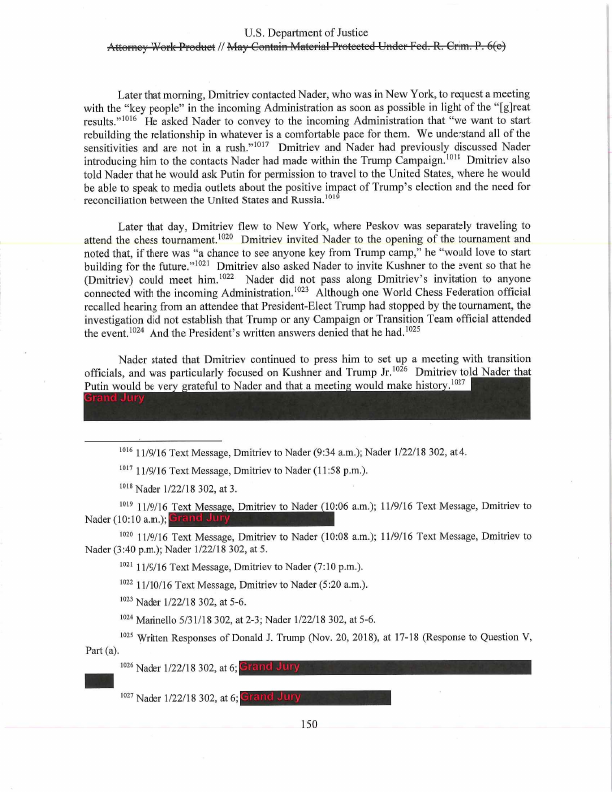 U.S. Department of Justice
Attorney Work Product // May Contain Material Protected Under Fed. R. Crim. P. 6(e)
Later that morning, Dmitriev contacted Nader, who was in New York, to request a meeting
with the “key people” in the incoming Administration as soon as possible in light of the “[g]reat
results.”1016 He asked Nader to convey to the incoming Administration that “we want to start
rebuilding the relationship in whatever is a comfortable pace for them. We understand all of the
sensitivities and are not in a rush.”1017 Dmitriev and Nader had previously discussed Nader
introducing him to the contacts Nader had made within the Trump Campaign.1018 Dmitriev also
told Nader that he would ask Putin for permission to travel to the United States, where he would
be able to speak to media outlets about the positive impact of Trump’s election and the need for
reconciliation between the United States and Russia.1019
Later that day, Dmitriev flew to New York, where Peskov was separately traveling to
attend the chess tournament.1020 Dmitriev invited Nader to the opening of the tournament and
noted that, if there was “a chance to see anyone key from Trump camp,” he “would love to start
building for the future.”1021 Dmitriev also asked Nader to invite Kushner to the event so that he
(Dmitriev) could meet him.1022 Nader did not pass along Dmitriev’s invitation to anyone
connected with the incoming Administration.1023 Although one World Chess Federation official
recalled hearing from an attendee that President-Elect Trump had stopped by the tournament, the
investigation did not establish that Trump or any Campaign or Transition Team official attended
the event.1024 And the President’s written answers denied that he had.1025
Nader stated that Dmitriev continued to press him to set up a meeting with transition
officials, and was particularly focused on Kushner and Trump Jr.1026 Dmitriev told Nader that
Putin would be very grateful to Nader and that a meeting would make history.1027
Grand Jury
1016 11/9/16 Text Message, Dmitriev to Nader (9:34 a.m.); Nader 1/22/18 302, at 4.
1017 11/9/16 Text Message, Dmitriev to Nader (11:58 p.m.).
1018 Nader 1/22/18 302, at 3.
1019 11/9/16 Text Message, Dmitriev to Nader (10:06 a.m.); 11/9/16 Text Message, Dmitriev to
Nader (10:10 a.m.); Grand Jury
1020 11/9/16 Text Message, Dmitriev to Nader (10:08 a.m.); 11/9/16 Text Message, Dmitriev to
Nader (3:40 p.m.); Nader 1/22/18 302, at 5.
1021 11/9/16 Text Message, Dmitriev to Nader (7:10 p.m.).
1022 11/10/16 Text Message, Dmitriev to Nader (5:20 a.m.).
1023 Nader 1/22/18 302, at 5-6.
1024 Marinello 5/31/18 302, at 2-3; Nader 1/22/18 302, at 5-6.
1025 Written Responses of Donald J. Trump (Nov. 20, 2018), at 17-18 (Response to Question V,
Part (a).
1026 Nader 1/22/18 302, at 6; Grand Jury
1027 Nader 1/22/18 302, at 6; Grand Jury
150